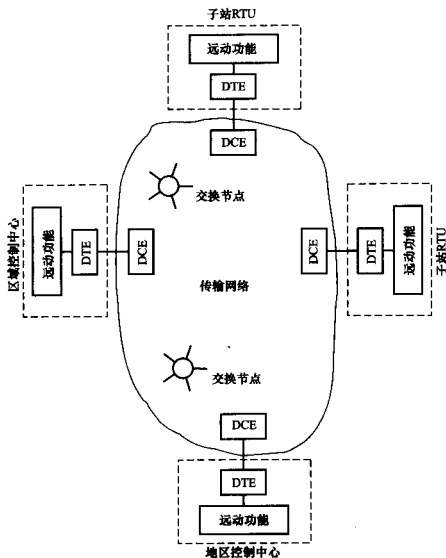 子站RTU
远动功能
DTE
DCE
交换节点
区域控制中心
远动功能
DTE
DCE
传输网络
DCE
DTE
远动功能
子站RTU
交换节点
DCE
DTE
远动功能
地区控制中心